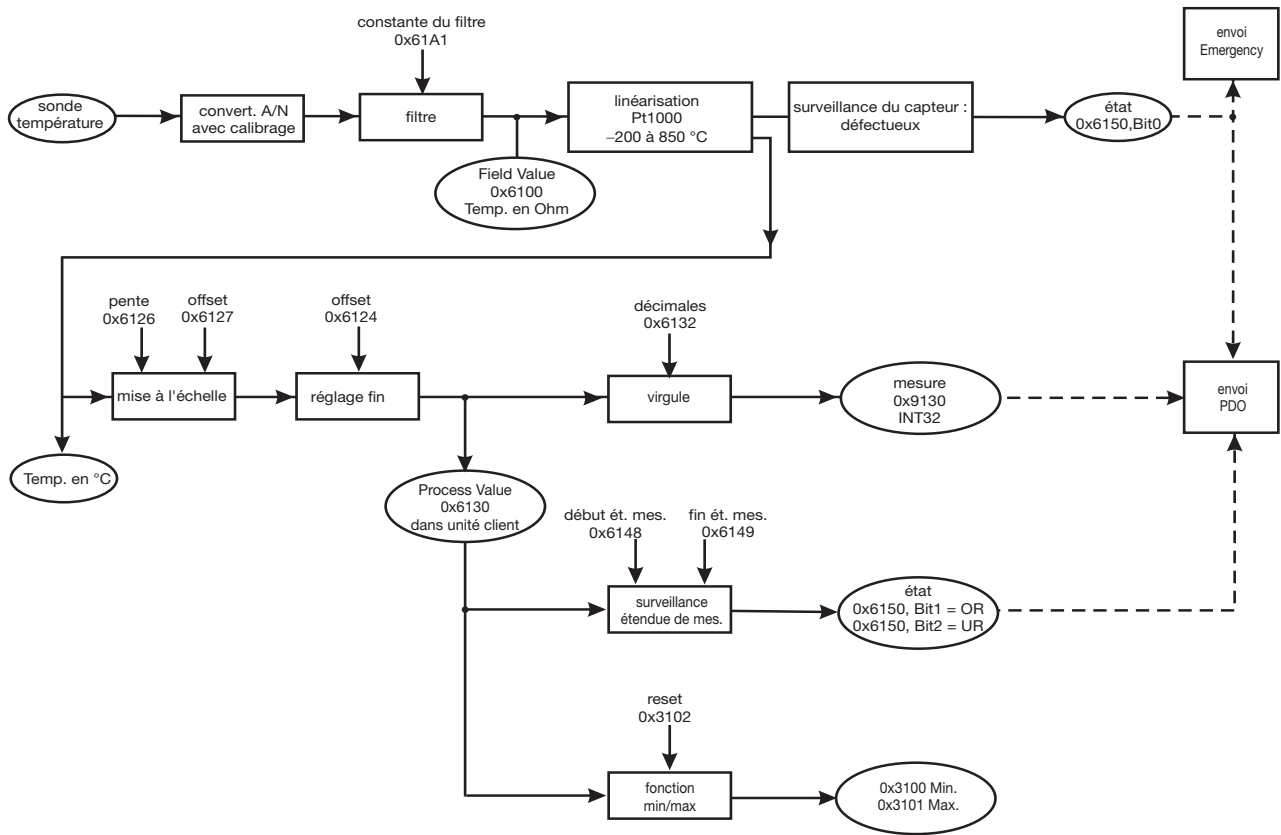 constante du filtre
0x61A1
envoi
Emergency
sonde
température
convert. A/N
avec calibrage
filtre
linéarisation
Pt1000
–200 à 850 °C
surveillance du capteur :
défectueux
état
0x6150,Bit0
Field Value
0x6100
Temp. en Ohm
pente
0x6126
offset
0x6127
offset
0x6124
décimales
0x6132
mise à l'échelle
réglage fin
virgule
mesure
0x9130
INT32
envoi
PDO
Temp. en °C
Process Value
0x6130
dans unité client
début ét. mes.
0x6148
fin ét. mes.
0x6149
surveillance
étendue de mes.
état
0x6150, Bit1 = OR
0x6150, Bit2 = UR
reset
0x3102
fonction
min/max
0x3100 Min.
0x3101 Max.